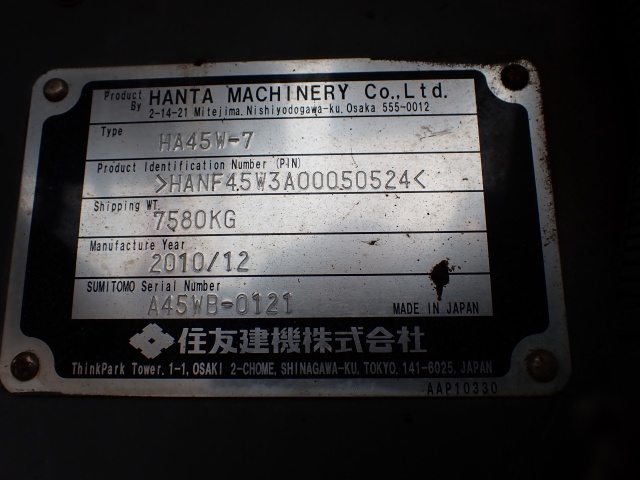 Product By HANTA MACHINERY Co.,Ltd.
2-14-21 Mitejima, Nishiyodogawa-ku, Osaka 555-0012
Type HA45W-7
Product Identification Number (PIN)
>HANF45W3A00050524<
Shipping WT. 7580KG
Manufacture Year
2010/12
SUMITOMO Serial Number
A45WB-0121
MADE IN JAPAN
住友建機株式会社
ThinkPark Tower, 1-1, OSAKI 2-CHOME, SHINAGAWA-KU, TOKYO, 141-6025, JAPAN
AAP10330